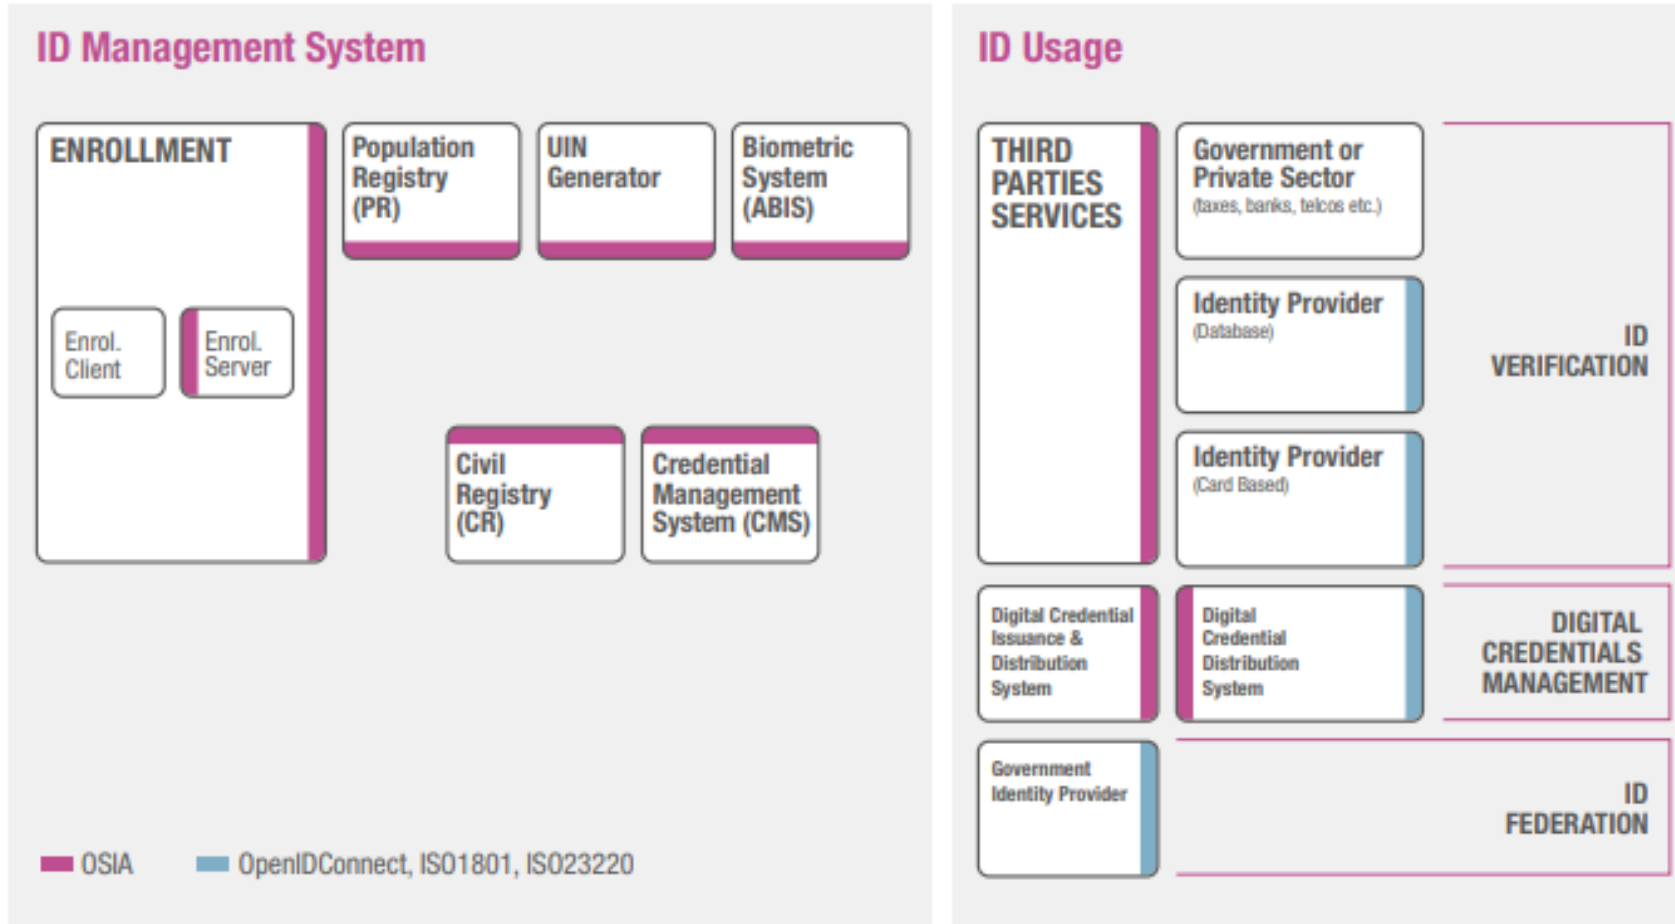 ID Management System
ENROLLMENT
Enrol.
Client
Enrol.
Server
Population
Registry
(PR)
UIN
Generator
Biometric
System
(ABIS)
Civil
Registry
(CR)
Credential
Management
System (CMS)
OSIA
OpenIDConnect, ISO1801, ISO23220
ID Usage
THIRD
PARTIES
SERVICES
Government or
Private Sector
(taxes, banks, telcos etc.)
Identity Provider
(Database)
Identity Provider
(Card Based)
ID
VERIFICATION
Digital Credential
Issuance &
Distribution
System
Digital
Credential
Distribution
System
DIGITAL
CREDENTIALS
MANAGEMENT
Government
Identity Provider
ID
FEDERATION